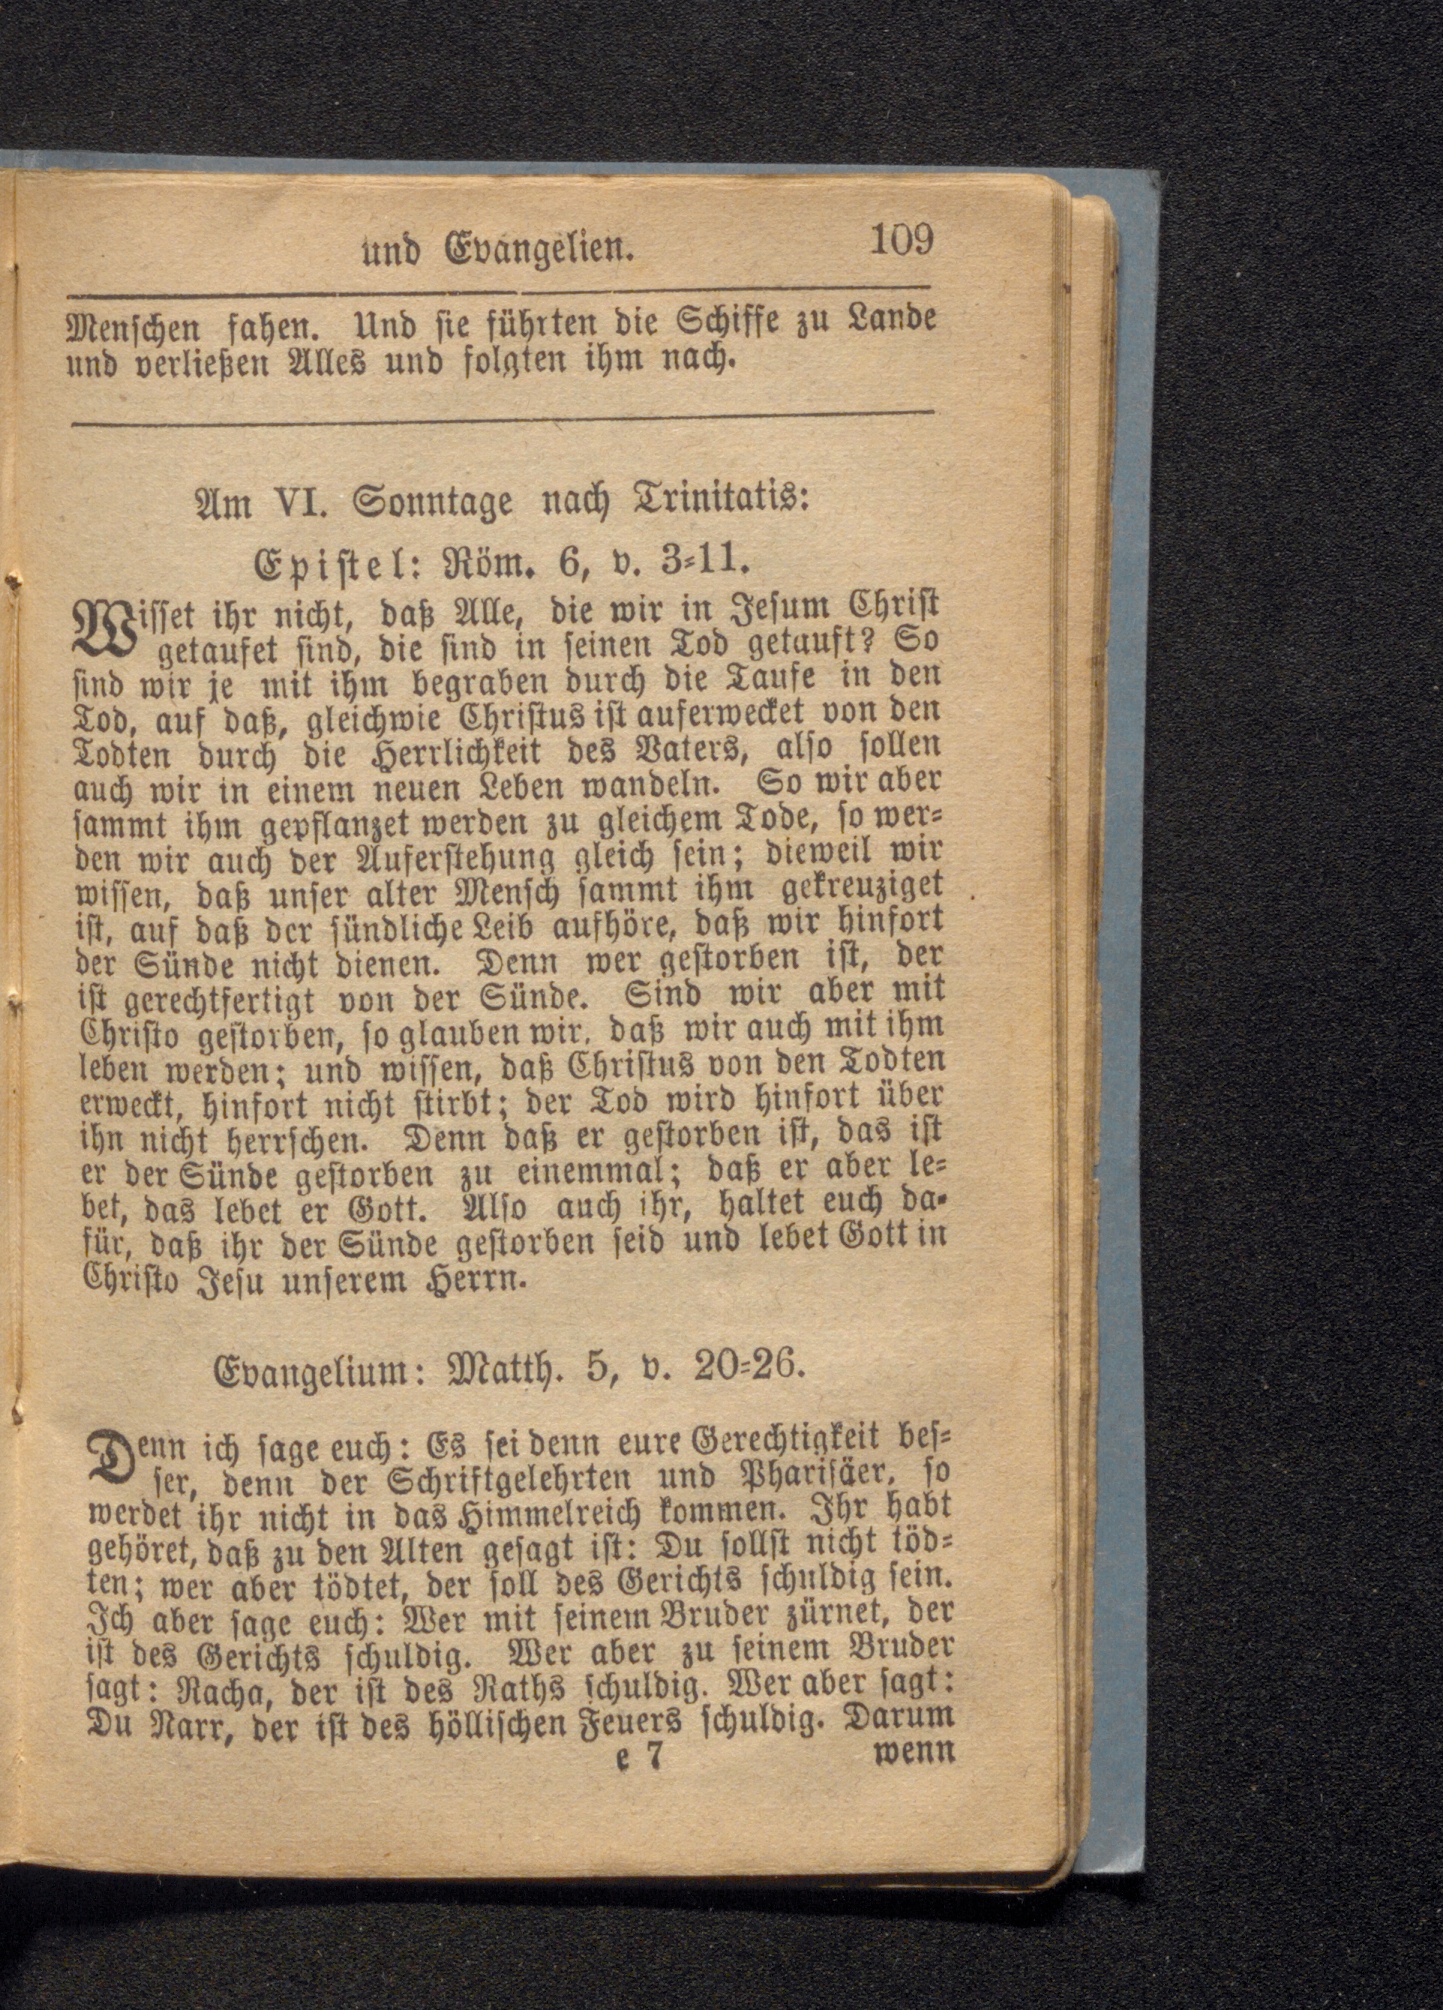 und Evangelien. 109
Menschen fahen. Und sie führten die Schiffe zu Lande
und verließen Alles und folgten ihm nach.
Am VI. Sonntage nach Trinitatis:
Epistel: Röm. 6, v. 3-11.
Wisset ihr nicht, daß Alle, die wir in Jesum Christ
getaufet sind, die sind in seinen Tod getauft? So
sind wir je mit ihm begraben durch die Taufe in den
Tod, auf daß, gleichwie Christus ist auferwecket von den
Todten durch die Herrlichkeit des Vaters, also sollen
auch wir in einem neuen Leben wandeln. So wir aber
sammt ihm gepflanzet werden zu gleichem Tode, so wer-
den wir auch der Auferstehung gleich sein; dieweil wir
wissen, daß unser alter Mensch sammt ihm gekreuziget
ist, auf daß der sündliche Leib aufhöre, daß wir hinfort
der Sünde nicht dienen. Denn wer gestorben ist, der
ist gerechtfertigt von der Sünde. Sind wir aber mit
Christo gestorben, so glauben wir, daß wir auch mit ihm
leben werden; und wissen, daß Christus von den Todten
erweckt, hinfort nicht stirbt; der Tod wird hinfort über
ihn nicht herrschen. Denn daß er gestorben ist, das ist
er der Sünde gestorben zu einemmal; daß er aber le-
bet, das lebet er Gott. Also auch ihr, haltet euch da-
für, daß ihr der Sünde gestorben seid und lebet Gott in
Christo Jesu unserem Herrn.
Evangelium: Matth. 5, v. 20-26.
Denn ich sage euch: Es sei denn eure Gerechtigkeit bes-
ser, denn der Schriftgelehrten und Pharisäer, so
werdet ihr nicht in das Himmelreich kommen. Ihr habt
gehöret, daß zu den Alten gesagt ist: Du sollst nicht töd-
ten; wer aber tödtet, der soll des Gerichts schuldig sein.
Ich aber sage euch: Wer mit seinem Bruder zürnet, der
ist des Gerichts schuldig. Wer aber zu seinem Bruder
sagt: Racha, der ist des Raths schuldig. Wer aber sagt:
Du Narr, der ist des höllischen Feuers schuldig. Darum
e 7 wenn